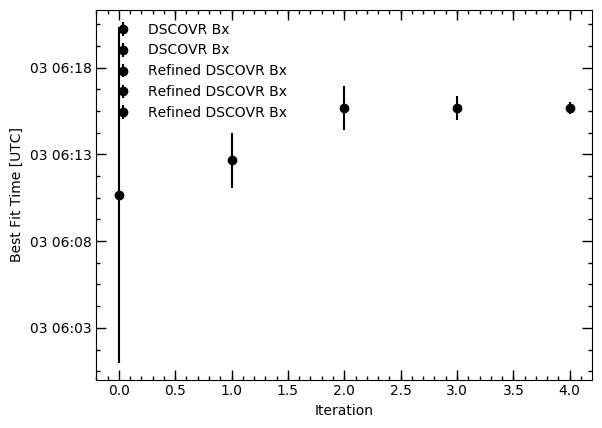 DSCOVR Bx
DSCOVR Bx
Refined DSCOVR Bx
Refined DSCOVR Bx
Refined DSCOVR Bx
03 06:18
03 06:13
03 06:08
03 06:03
Best Fit Time [UTC]
0.0 0.5 1.0 1.5 2.0 2.5 3.0 3.5 4.0
Iteration